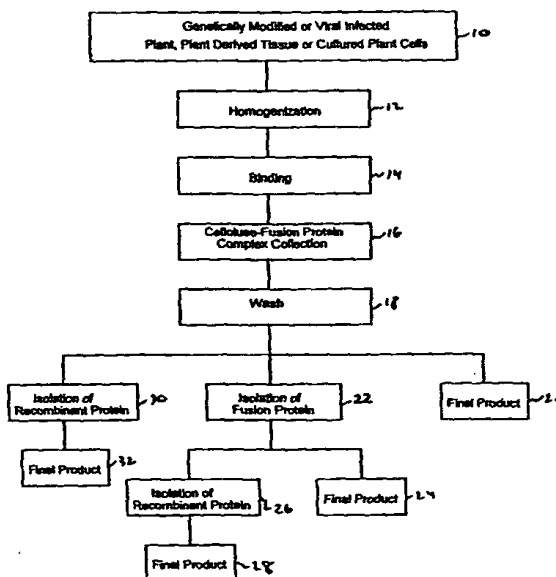 Genetically Modified or Viral Infected
Plant, Plant Derived Tissue or Cultured Plant Cells
10
Homogenization
12
Binding
14
Cellulose-Fusion Protein
Complex Collection
16
Wash
18
Isolation of
Recombinant Protein
30
Isolation of
Fusion Protein
22
Final Product
2
Final Product
32
Isolation of
Recombinant Protein
26
Final Product
24
Final Product
28